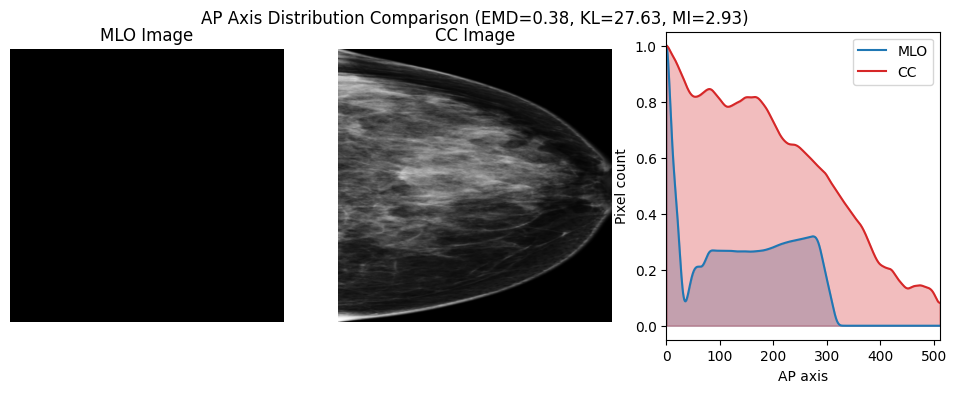 AP Axis Distribution Comparison (EMD=0.38, KL=27.63, MI=2.93)
MLO Image
CC Image
MLO
CC
1.0
0.8
0.6
0.4
0.2
0.0
Pixel count
0 100 200 300 400 500
AP axis